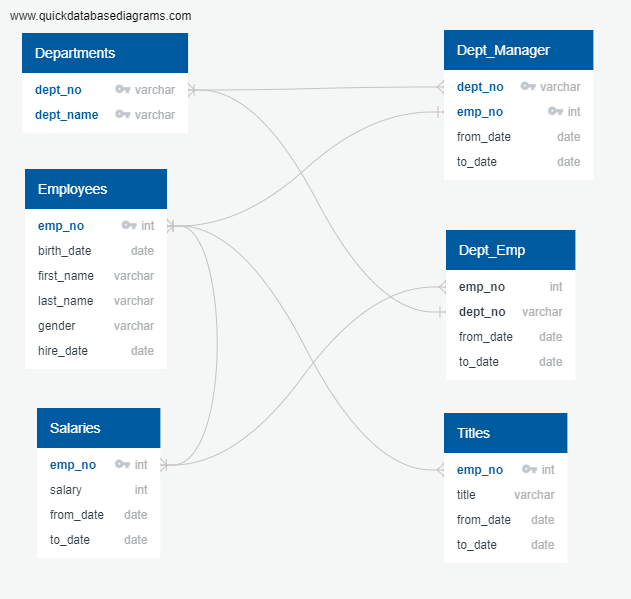 www.quickdatabasediagrams.com
Departments
dept_no varchar
dept_name varchar
Employees
emp_no int
birth_date date
first_name varchar
last_name varchar
gender varchar
hire_date date
Salaries
emp_no int
salary int
from_date date
to_date date
Dept_Manager
dept_no varchar
emp_no int
from_date date
to_date date
Dept_Emp
emp_no int
dept_no varchar
from_date date
to_date date
Titles
emp_no int
title varchar
from_date date
to_date date